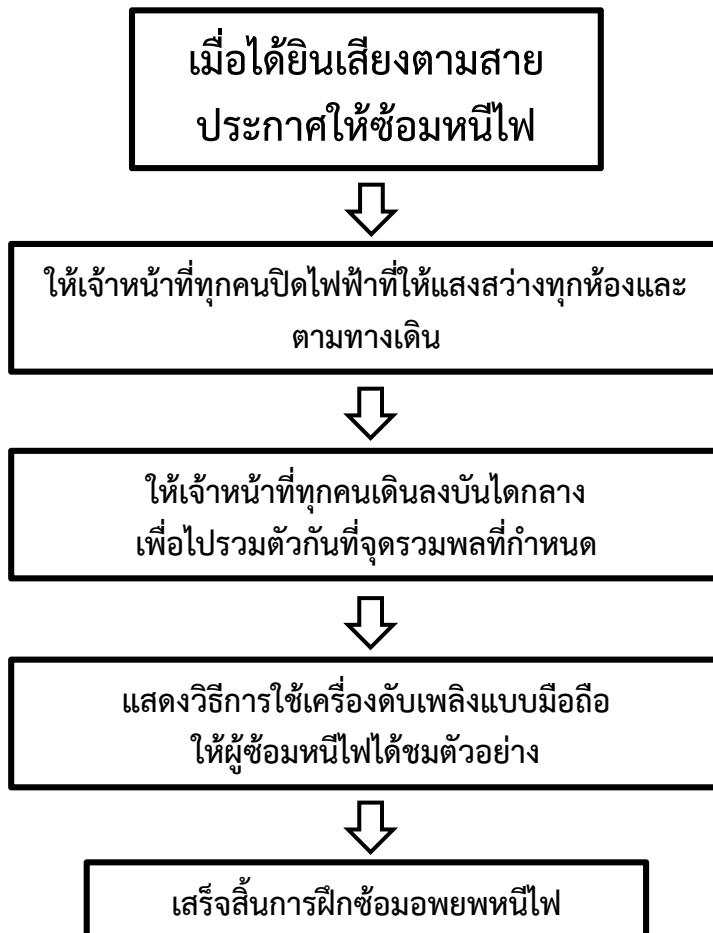 เมื่อได้ยินเสียงตามสาย
ประกาศให้ซ้อมหนีไฟ
ให้เจ้าหน้าที่ทุกคนปิดไฟฟ้าที่ให้แสงสว่างทุกห้องและ
ตามทางเดิน
ให้เจ้าหน้าที่ทุกคนเดินลงบันไดกลาง
เพื่อไปรวมตัวกันที่จุดรวมพลที่กำหนด
แสดงวิธีการใช้เครื่องดับเพลิงแบบมือถือ
ให้ผู้ซ้อมหนีไฟได้ชมตัวอย่าง
เสร็จสิ้นการฝึกซ้อมอพยพหนีไฟ